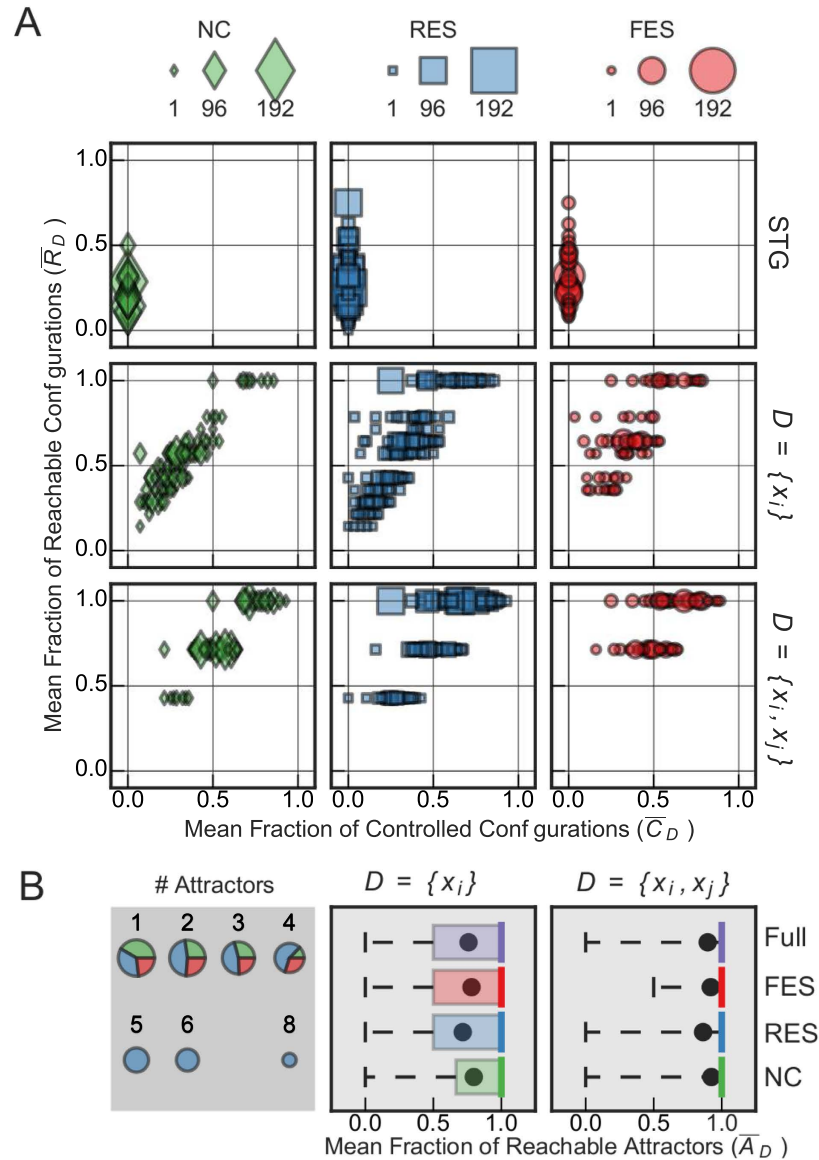 A
NC RES FES
1 96 192 1 96 192 1 96 192
Mean Fraction of Reachable Conf gurations (R̅D )
1.0
0.5
0.0
STG
1.0
0.5
0.0
D = {xi}
1.0
0.5
0.0
D = {xi, xj}
0.0 0.5 1.0 0.0 0.5 1.0 0.0 0.5 1.0
Mean Fraction of Controlled Conf gurations (C̅D )
B
# Attractors D = {xi} D = {xi, xj}
1 2 3 4
5 6 8
Full
FES
RES
NC
0.0 0.5 1.0 0.0 0.5 1.0
Mean Fraction of Reachable Attractors (A̅D )